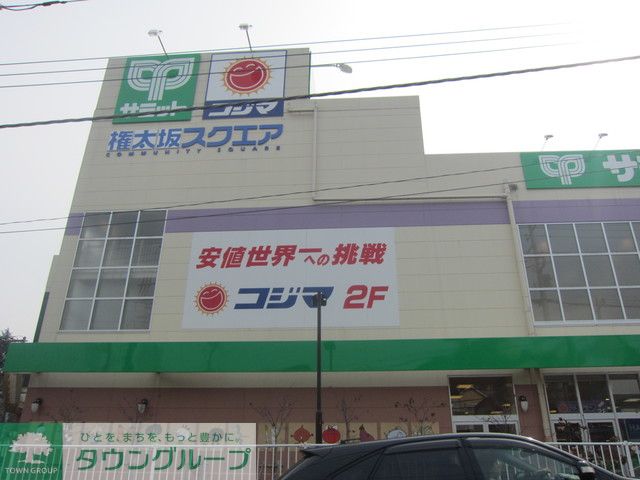 サミット
コジマ
権太坂スクエア
COMMUNITY SQUARE
サ
安値世界一への挑戦
コジマ 2F
ひとを、まちを、もっと豊かに。
タウングループ
TOWN GROUP